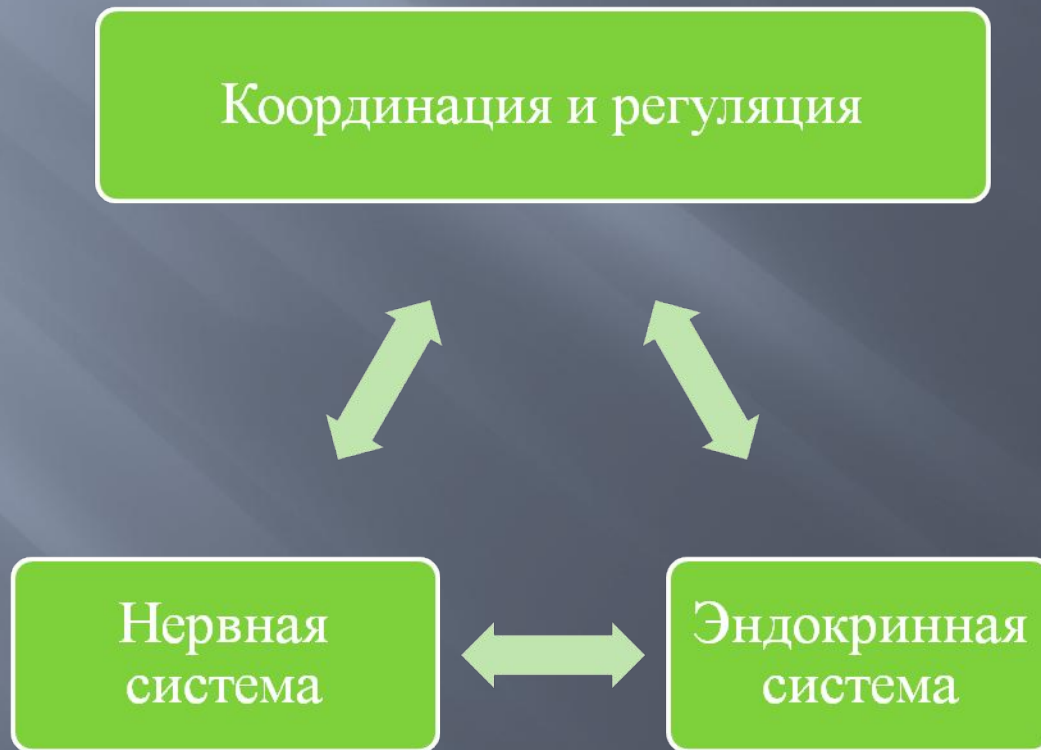 Координация и регуляция
Нервная
система
Эндокринная
система